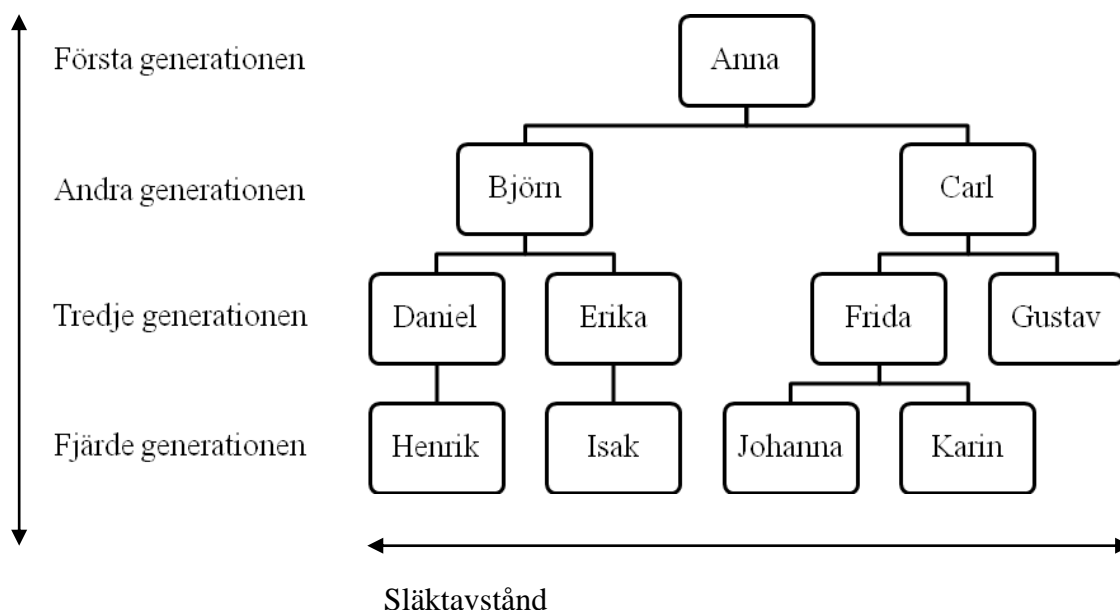 Första generationen Anna
Andra generationen Björn Carl
Tredje generationen Daniel Erika Frida Gustav
Fjärde generationen Henrik Isak Johanna Karin
Släktavstånd